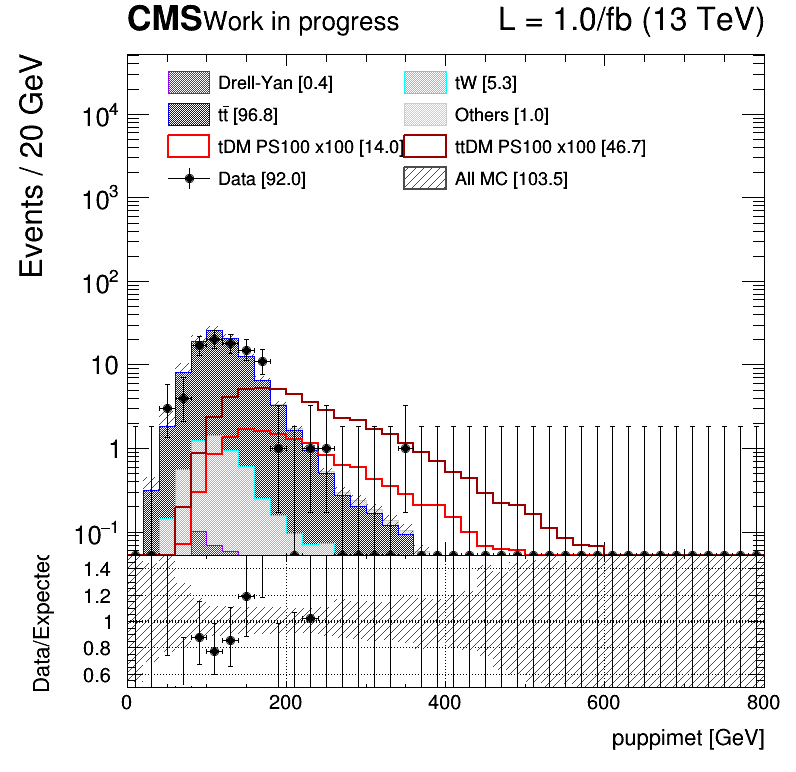 CMS Work in progress L = 1.0/fb (13 TeV)
Events / 20 GeV
Drell-Yan [0.4] tW [5.3]
tt̄ [96.8] Others [1.0]
tDM PS100 x100 [14.0] ttDM PS100 x100 [46.7]
Data [92.0] All MC [103.5]
10⁴
10³
10²
10
1
10⁻¹
Data/Expected
1.4
1.2
1
0.8
0.6
0 200 400 600 800
puppimet [GeV]